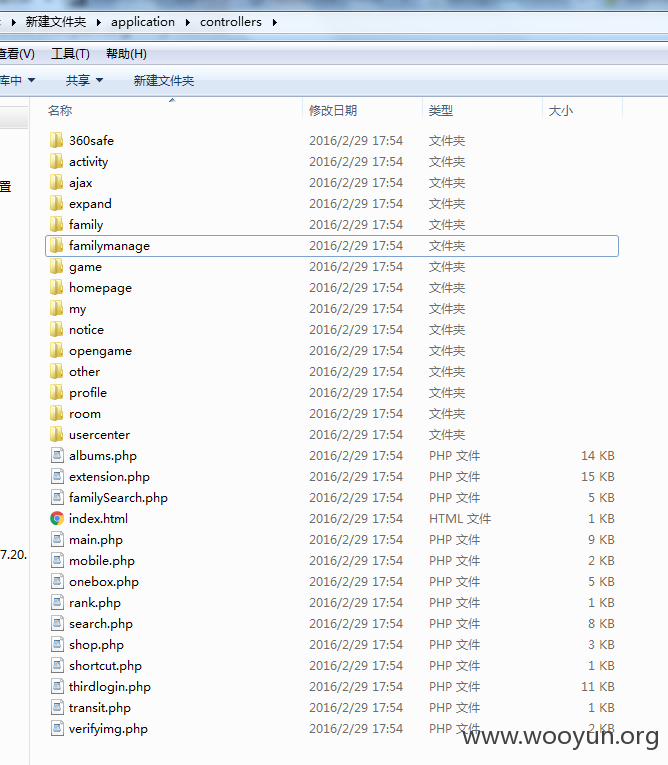 新建文件夹 ▸ application ▸ controllers ▸
查看(V) 工具(T) 帮助(H)
库中 共享 新建文件夹
名称 修改日期 类型 大小
360safe 2016/2/29 17:54 文件夹
activity 2016/2/29 17:54 文件夹
ajax 2016/2/29 17:54 文件夹
置
expand 2016/2/29 17:54 文件夹
family 2016/2/29 17:54 文件夹
familymanage 2016/2/29 17:54 文件夹
game 2016/2/29 17:54 文件夹
homepage 2016/2/29 17:54 文件夹
my 2016/2/29 17:54 文件夹
notice 2016/2/29 17:54 文件夹
opengame 2016/2/29 17:54 文件夹
other 2016/2/29 17:54 文件夹
profile 2016/2/29 17:54 文件夹
room 2016/2/29 17:54 文件夹
usercenter 2016/2/29 17:54 文件夹
albums.php 2016/2/29 17:54 PHP 文件 14 KB
extension.php 2016/2/29 17:54 PHP 文件 15 KB
familySearch.php 2016/2/29 17:54 PHP 文件 5 KB
index.html 2016/2/29 17:54 HTML 文件 1 KB
main.php 2016/2/29 17:54 PHP 文件 9 KB
7.20.
mobile.php 2016/2/29 17:54 PHP 文件 2 KB
onebox.php 2016/2/29 17:54 PHP 文件 5 KB
rank.php 2016/2/29 17:54 PHP 文件 1 KB
search.php 2016/2/29 17:54 PHP 文件 8 KB
shop.php 2016/2/29 17:54 PHP 文件 3 KB
shortcut.php 2016/2/29 17:54 PHP 文件 1 KB
thirdlogin.php 2016/2/29 17:54 PHP 文件 11 KB
transit.php 2016/2/29 17:54 PHP 文件 1 KB
verifyimg.php 2016/2/29 17:54 PHP 文件 2 KB
www.wooyun.org